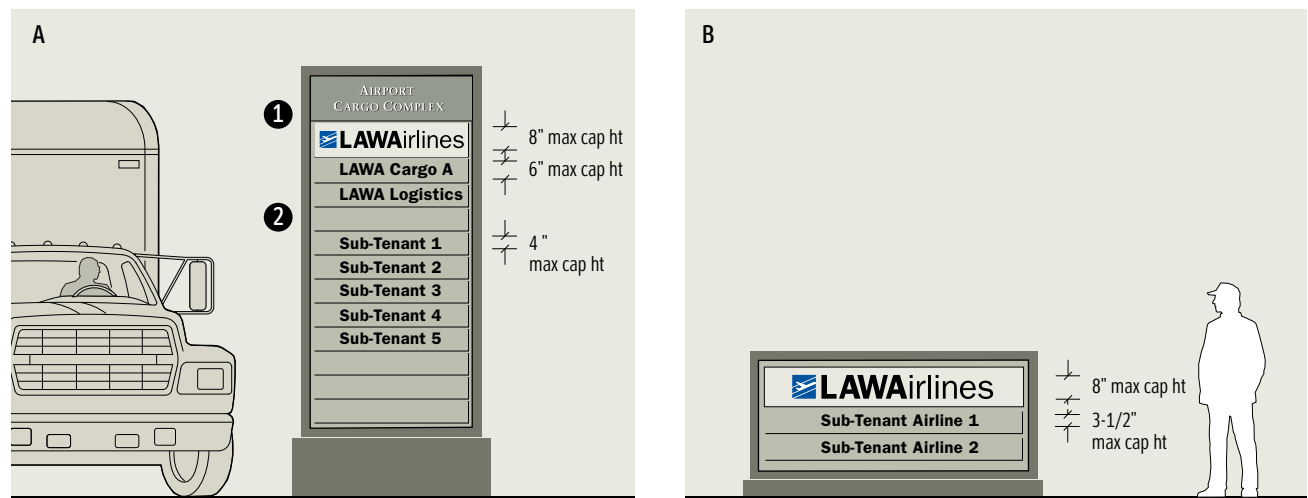 A
AIRPORT
CARGO COMPLEX
1
LAWAirlines
8" max cap ht
LAWA Cargo A
6" max cap ht
LAWA Logistics
2
Sub-Tenant 1
4"
max cap ht
Sub-Tenant 2
Sub-Tenant 3
Sub-Tenant 4
Sub-Tenant 5
B
LAWAirlines
8" max cap ht
Sub-Tenant Airline 1
3-1/2"
max cap ht
Sub-Tenant Airline 2